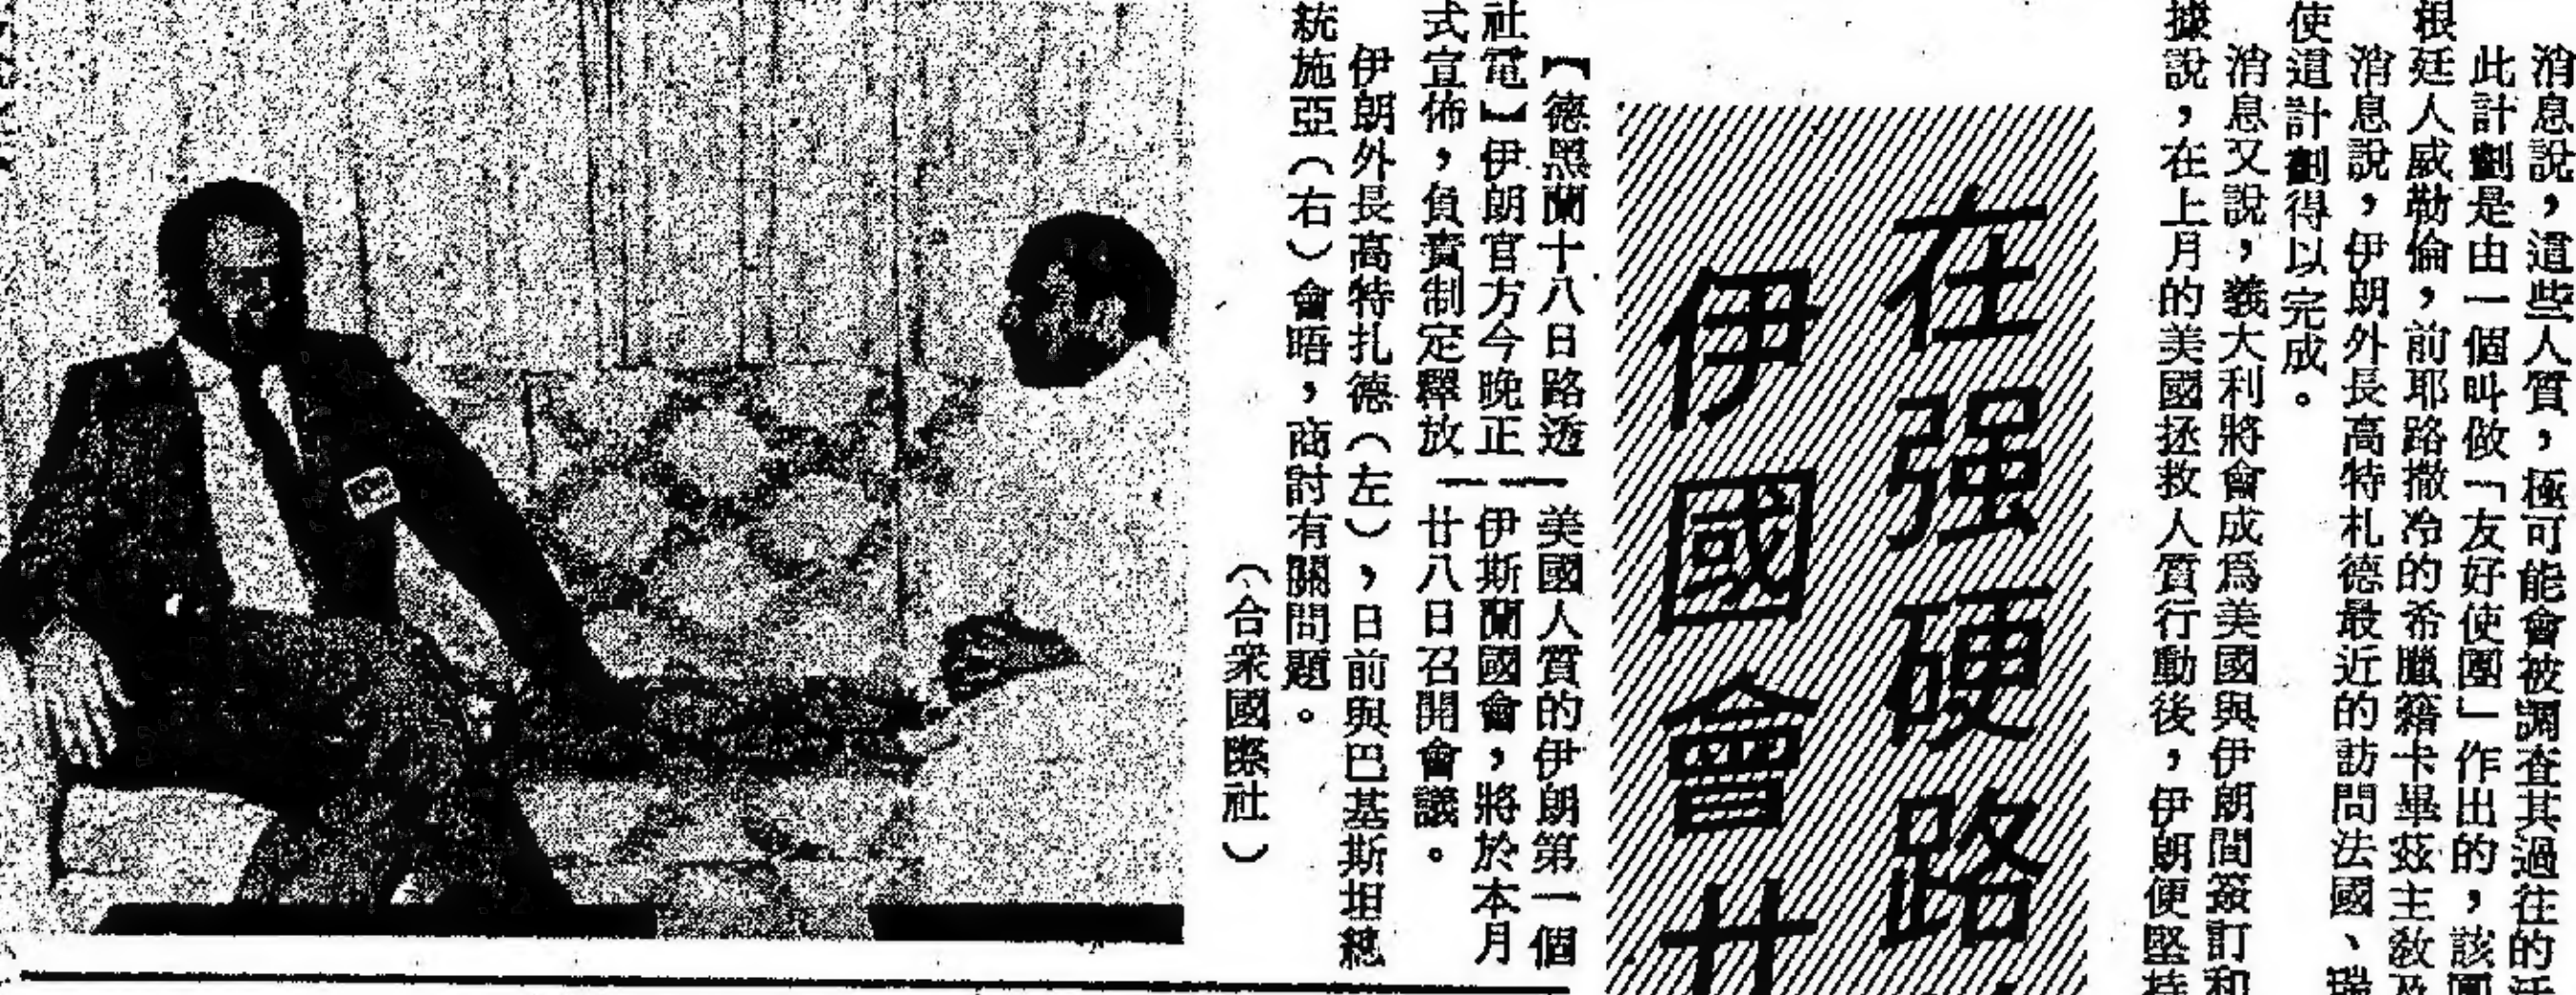 消息說，這些人質，極可能會被調查其過往的活
此計劃是由一個叫做「友好使團」作出的，該團
根廷人威勒倫，前耶路撒冷的希臘籍卡畢茲主教及
消息說，伊朗外長高特札德最近的訪問法國、瑞
使這計劃得以完成。
消息又說，義大利將會成爲美國與伊朗間簽訂和
據說，在上月的美國拯救人質行動後，伊朗便堅持
在强硬路
伊國會廿
【德黑蘭十八日路透
社電】伊朗官方今晚正
式宣佈，負責制定釋放
美國人質的伊朗第一個
伊斯蘭國會，將於本月
廿八日召開會議。
伊朗外長高特扎德（左），日前與巴基斯坦總
統施亞（右）會晤，商討有關問題。
（合衆國際社）